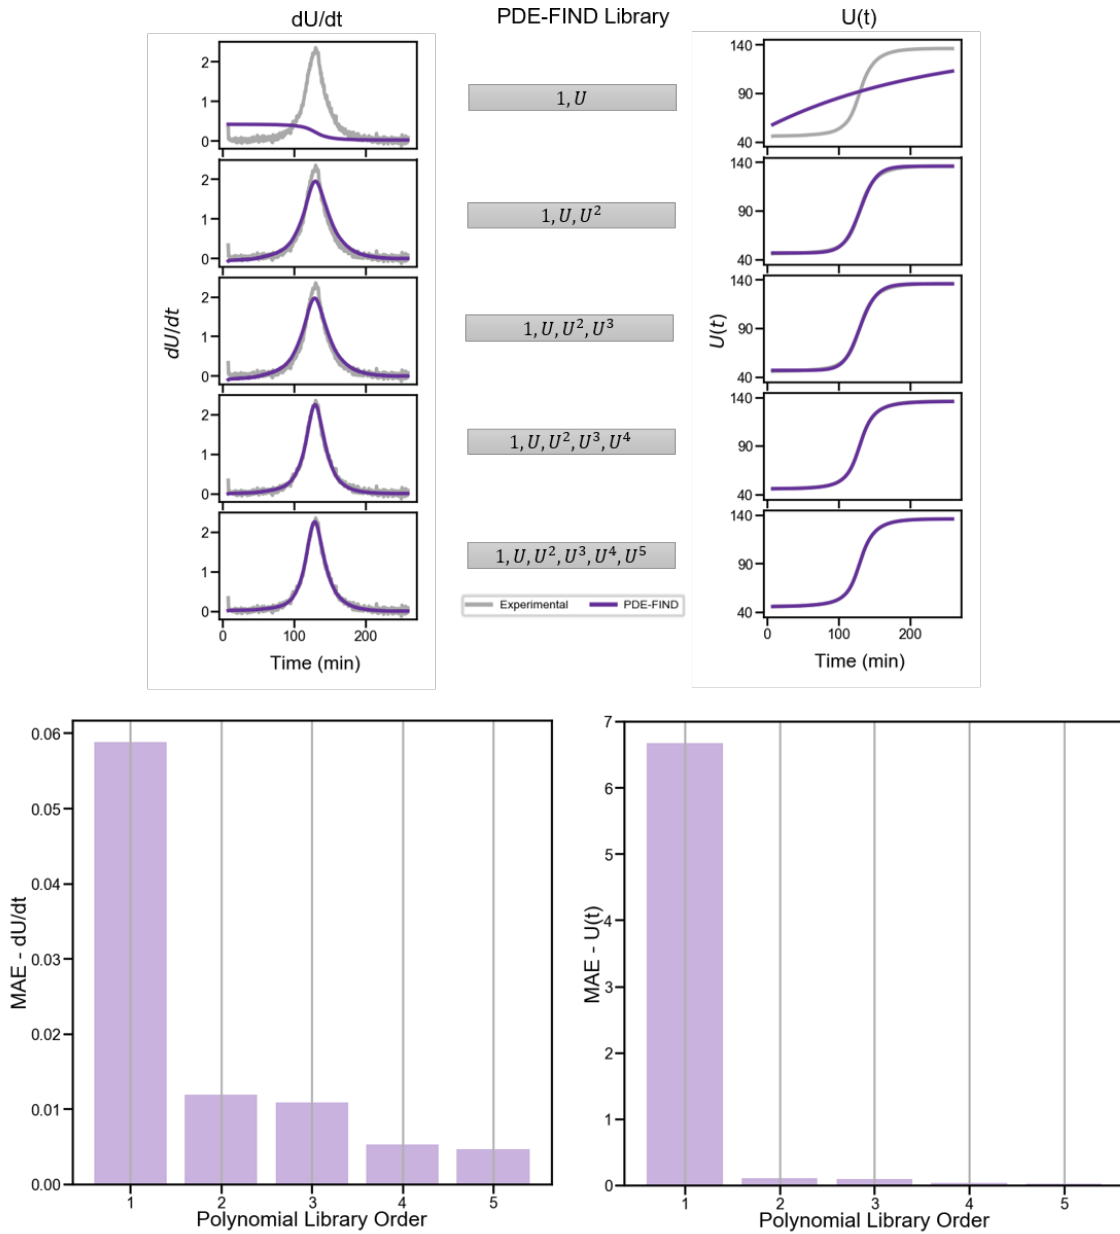 dU/dt
PDE-FIND Library
U(t)
2
1
0
1, U
140
90
40
2
1
0
1, U, U²
140
90
40
dU/dt
2
1
0
1, U, U², U³
U(t)
140
90
40
2
1
0
1, U, U², U³, U⁴
140
90
40
2
1
0
1, U, U², U³, U⁴, U⁵
140
90
40
Experimental PDE-FIND
0 100 200
Time (min)
0 100 200
Time (min)
MAE - dU/dt
0.06
0.05
0.04
0.03
0.02
0.01
0.00
1 2 3 4 5
Polynomial Library Order
MAE - U(t)
7
6
5
4
3
2
1
0
1 2 3 4 5
Polynomial Library Order